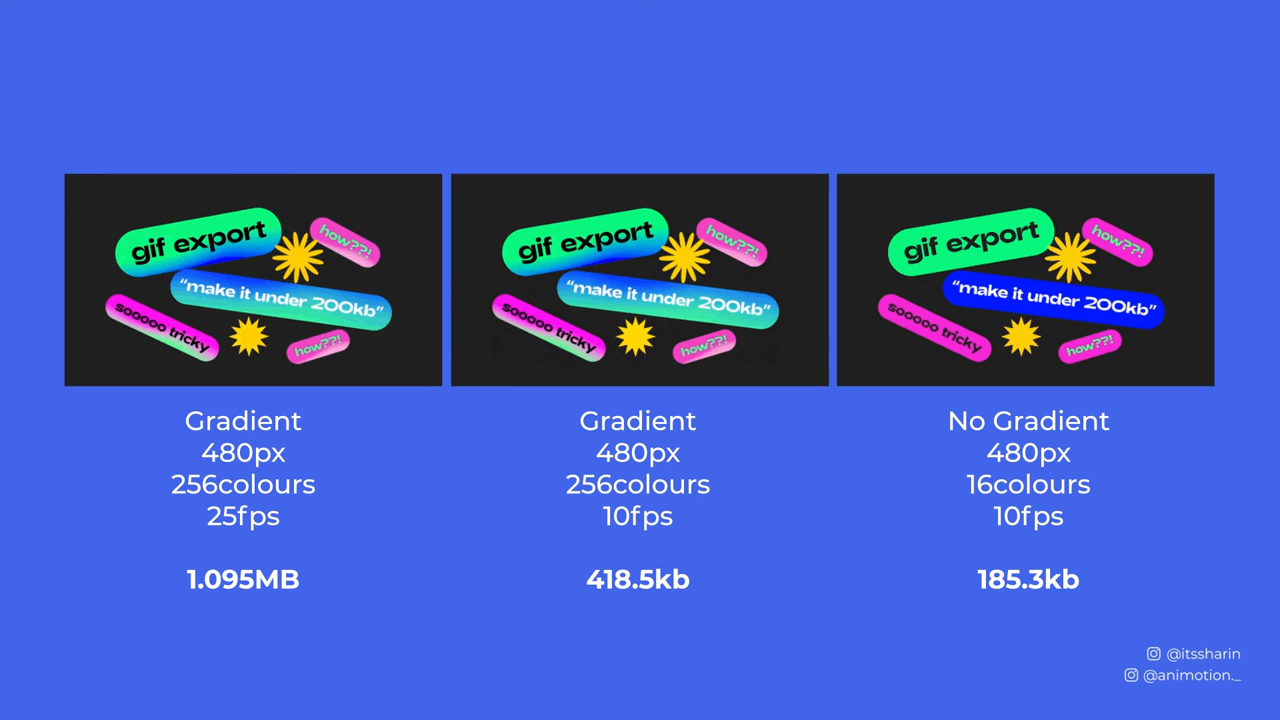 gif export
how??!
“make it under 200kb”
sooooo tricky
how??!
gif export
how??!
“make it under 200kb”
sooooo tricky
how??!
gif export
how??!
“make it under 200kb”
sooooo tricky
how??!
Gradient
480px
256colours
25fps
1.095MB
Gradient
480px
256colours
10fps
418.5kb
No Gradient
480px
16colours
10fps
185.3kb
@itssharin
@animotion._